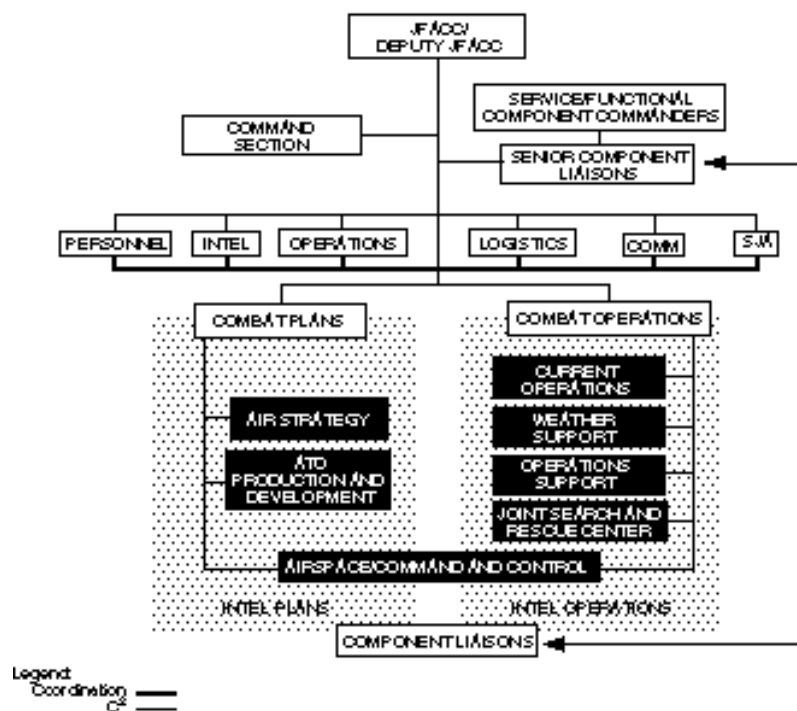 JFACC/
DEPUTY JFACC
SERVICE/FUNCTIONAL
COMPONENT COMMANDERS
COMMAND
SECTION
SENIOR COMPONENT
LIAISONS
PERSONNEL
INTEL
OPERATIONS
LOGISTICS
COMM
SJA
COMBAT PLANS
COMBAT OPERATIONS
CURRENT
OPERATIONS
AIR STRATEGY
WEATHER
SUPPORT
ATO
PRODUCTION AND
DEVELOPMENT
OPERATIONS
SUPPORT
JOINT SEARCH AND
RESCUE CENTER
AIRSPACE/COMMAND AND CONTROL
INTEL PLANS
INTEL OPERATIONS
COMPONENT LIAISONS
Legend:
Coordination
C²